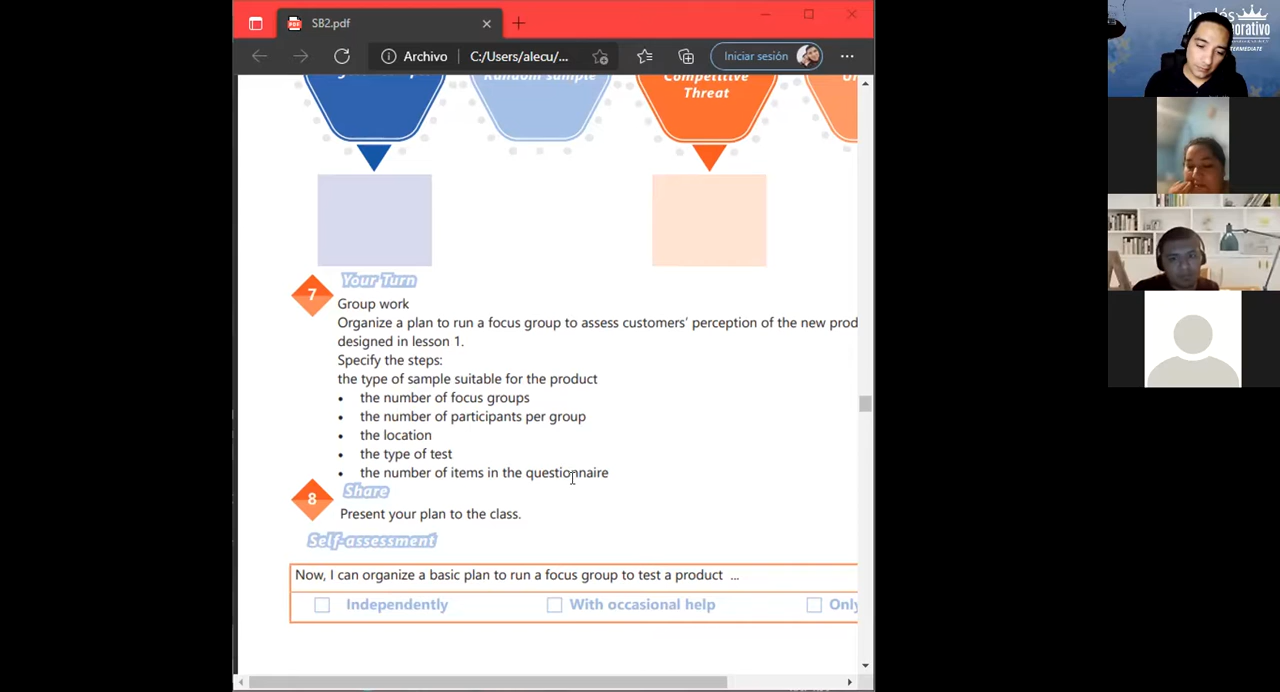 SB2.pdf
Archivo
C:/Users/alecu/...
Iniciar sesión
Random sample
Competitive
Threat
7
Your Turn
Group work
Organize a plan to run a focus group to assess customers' perception of the new prod
designed in lesson 1.
Specify the steps:
the type of sample suitable for the product
• the number of focus groups
• the number of participants per group
• the location
• the type of test
• the number of items in the questionnaire
8
Share
Present your plan to the class.
Self-assessment
Now, I can organize a basic plan to run a focus group to test a product ...
Independently
With occasional help
Only